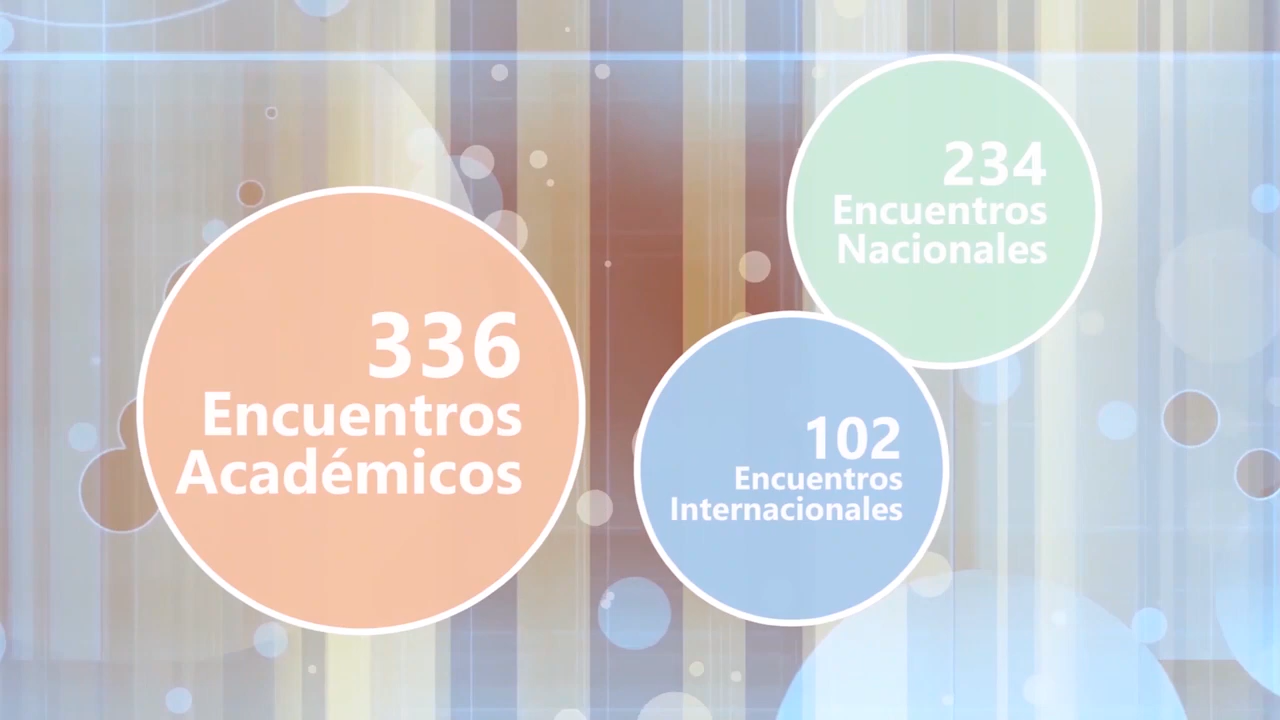 336
Encuentros
Académicos
234
Encuentros
Nacionales
102
Encuentros
Internacionales